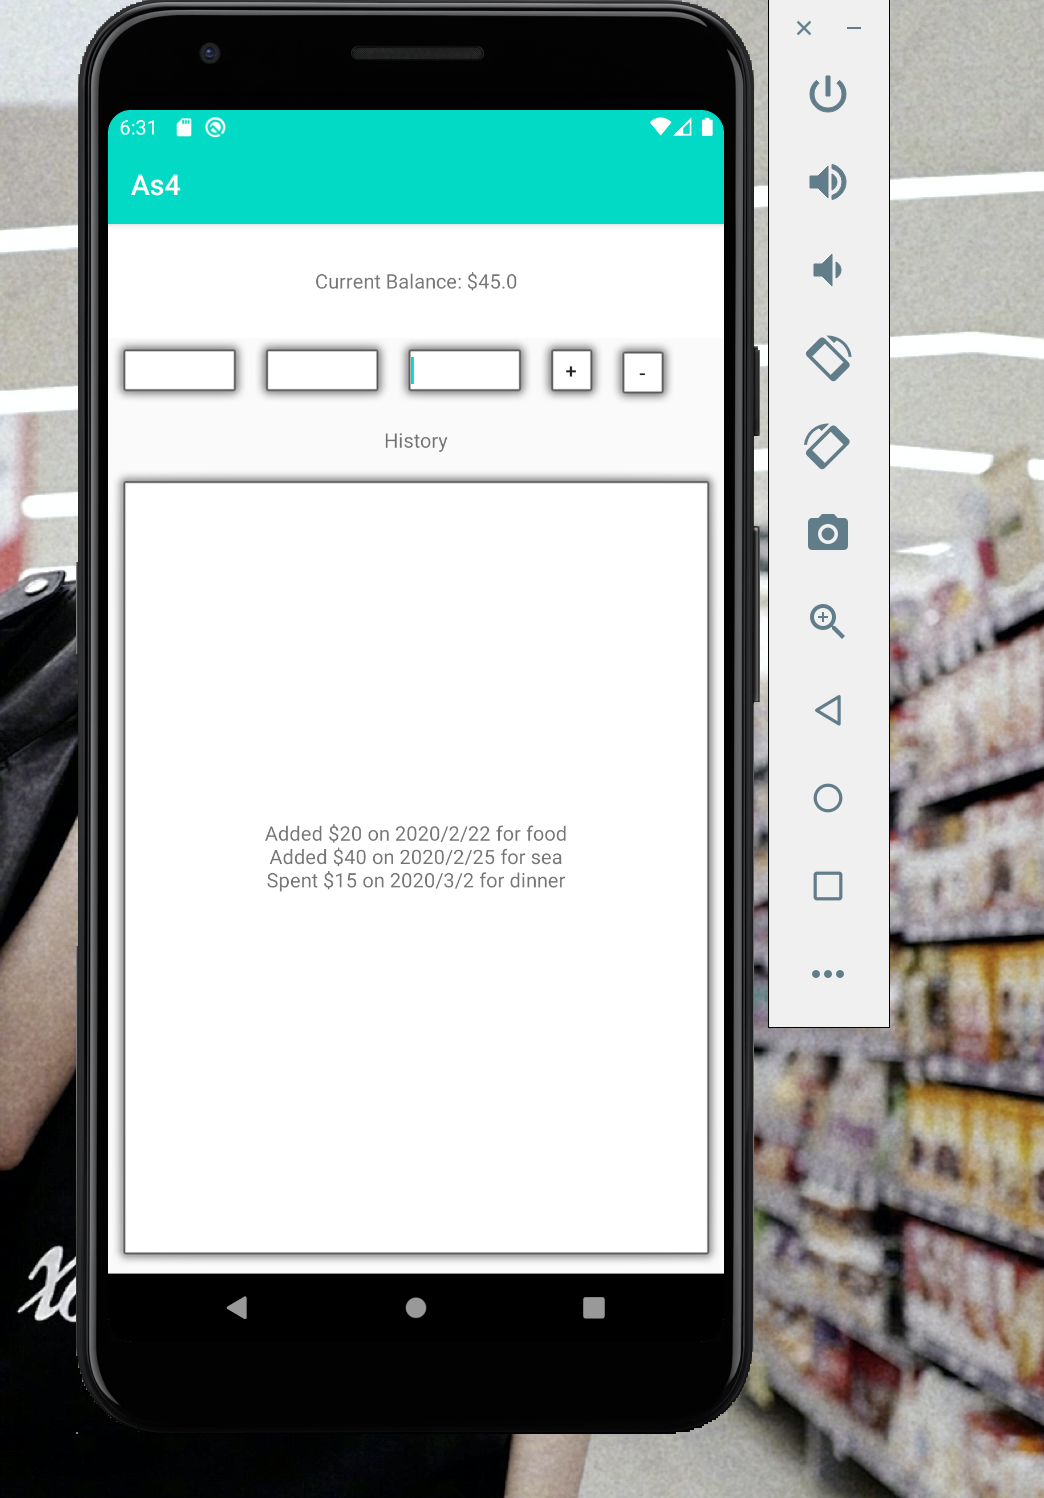 6:31
As4
Current Balance: $45.0
+
-
History
Added $20 on 2020/2/22 for food
Added $40 on 2020/2/25 for sea
Spent $15 on 2020/3/2 for dinner